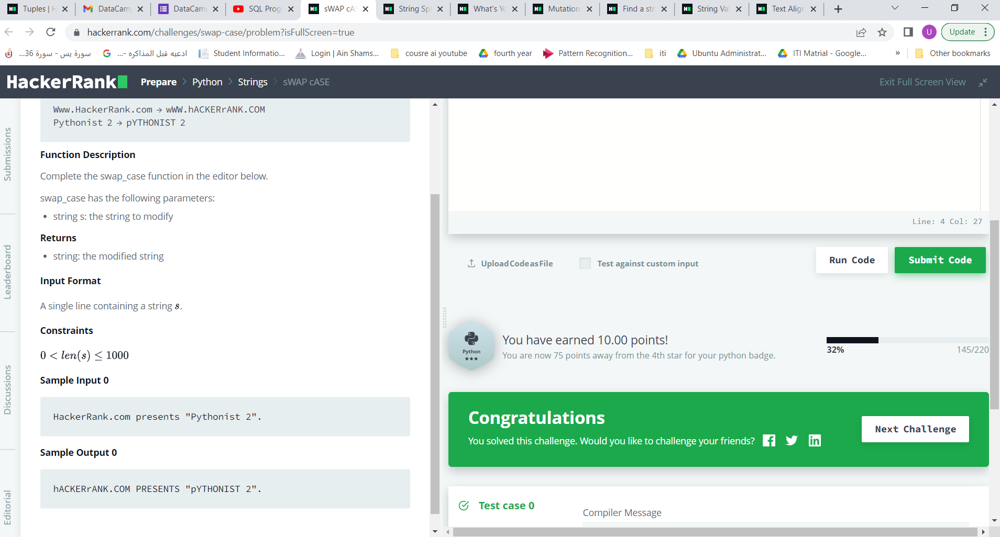 Tuples | H
DataCam
DataCam
SQL Prog
sWAP cAS
String Sp
What's Yo
Mutation
Find a str
String Val
Text Align
hackerrank.com/challenges/swap-case/problem?isFullScreen=true
U
Update
سورة يس - سورة 36...
ادعيه قبل المذاكره -...
Student Informatio...
Login | Ain Shams...
cousre ai youtube
fourth year
Pattern Recognition...
iti
Ubuntu Administrat...
ITI Matrial - Google...
»
Other bookmarks
HackerRank
Prepare > Python > Strings > sWAP cASE
Exit Full Screen View
Submissions
Leaderboard
Discussions
Editorial
Www.HackerRank.com → wWW.hACKERrANK.COM
Pythonist 2 → pYTHONIST 2
Function Description
Complete the swap_case function in the editor below.
swap_case has the following parameters:
• string s: the string to modify
Returns
• string: the modified string
Input Format
A single line containing a string s.
Constraints
0 < len(s) ≤ 1000
Sample Input 0
HackerRank.com presents "Pythonist 2".
Sample Output 0
hACKERrANK.COM PRESENTS "pYTHONIST 2".
Line: 4 Col: 27
Upload Code as File
Test against custom input
Run Code
Submit Code
Python
You have earned 10.00 points!
You are now 75 points away from the 4th star for your python badge.
32%
145/220
Congratulations
You solved this challenge. Would you like to challenge your friends?
Next Challenge
Test case 0
Compiler Message